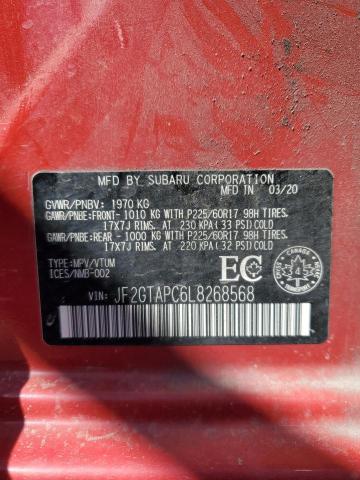 MFD BY SUBARU CORPORATION
MFD IN 03/20
GVWR/PNBV: 1970 KG
GAWR/PNBE:FRONT- 1010 KG WITH P225/60R17 98H TIRES.
17X7J RIMS. AT 230 KPA ( 33 PSI) COLD
GAWR/PNBE:REAR - 1000 KG WITH P225/60R17 98H TIRES.
17X7J RIMS. AT 220 KPA ( 32 PSI) COLD
TYPE:MPV/VTUM
ICES/NMB-002
EC
VIN: JF2GTAPC6L8268568